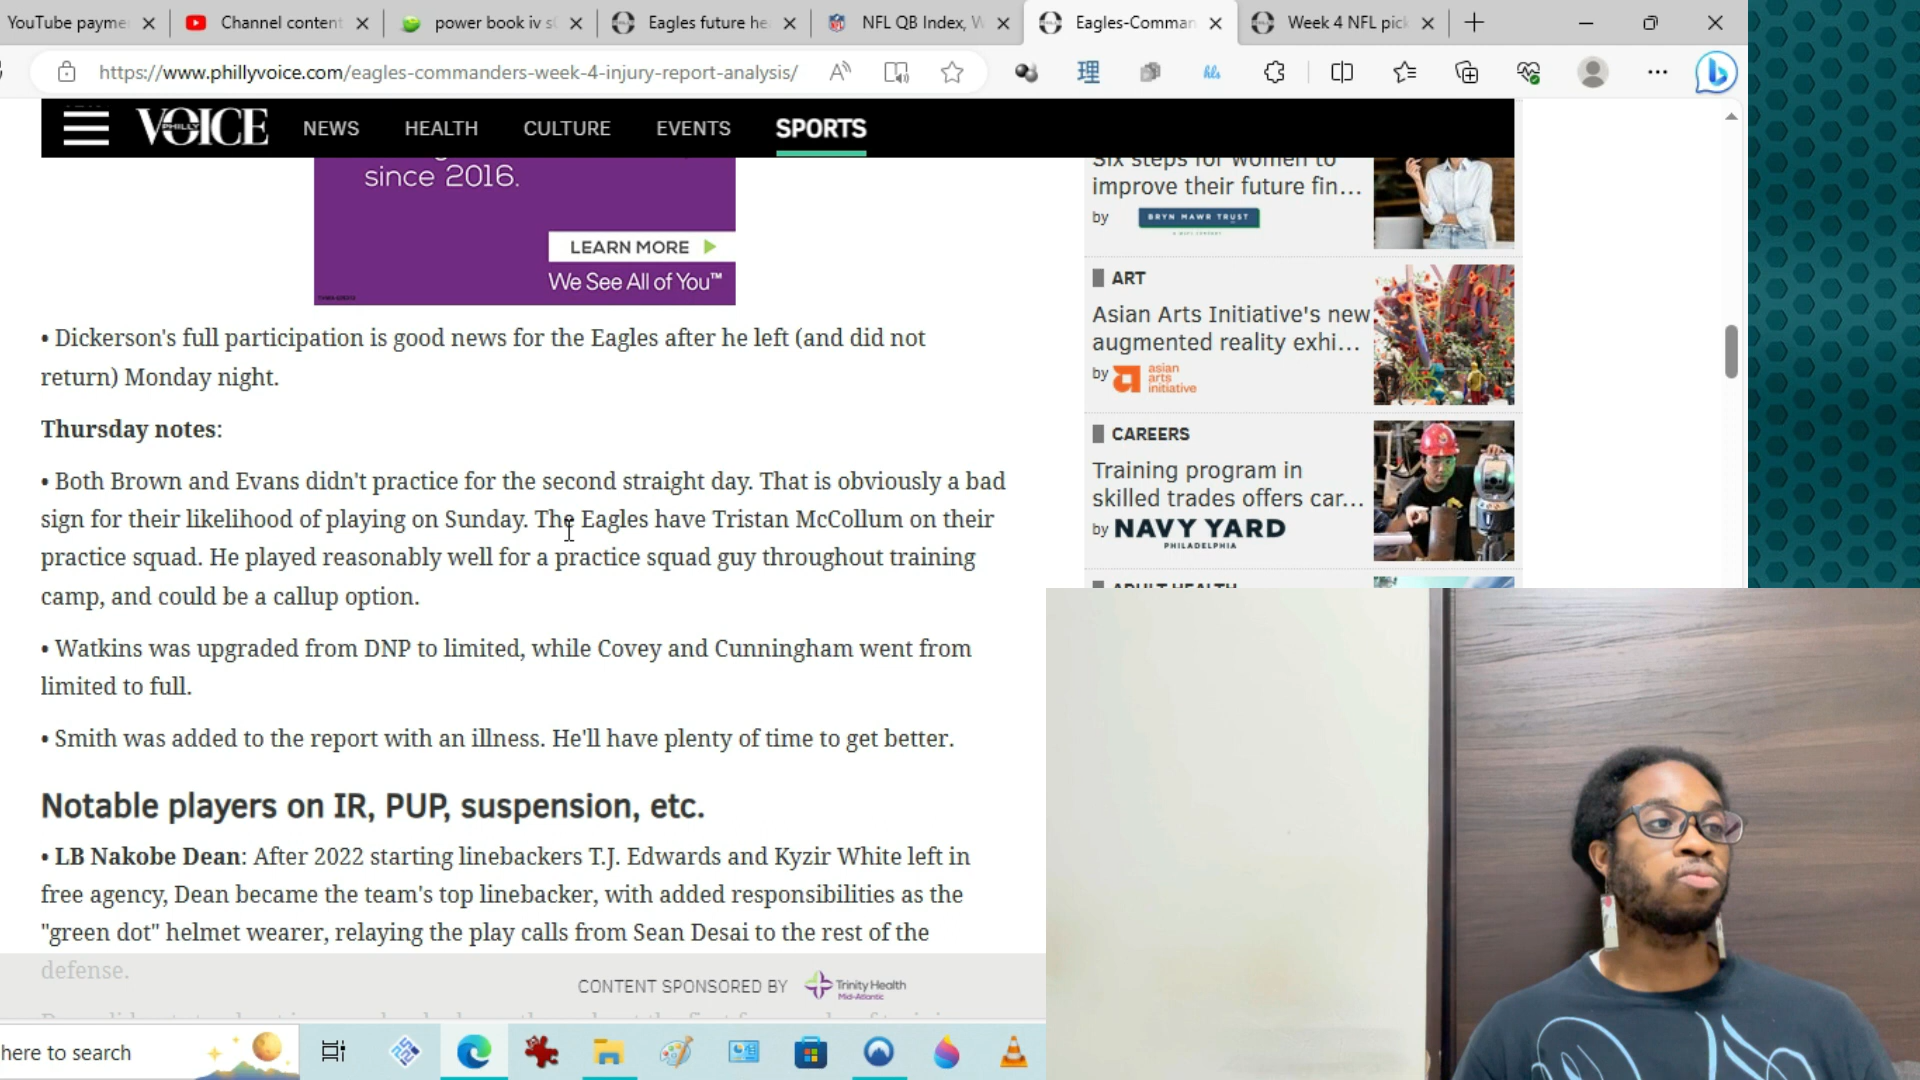 YouTube payme
Channel content
power book iv s
Eagles future he
NFL QB Index, W
Eagles-Comman
Week 4 NFL pic
https://www.phillyvoice.com/eagles-commanders-week-4-injury-report-analysis/
PHILLY VOICE
NEWS
HEALTH
CULTURE
EVENTS
SPORTS
since 2016.
LEARN MORE
We See All of You™
Six steps for women to
improve their future fin...
by BRYN MAWR TRUST
ART
Asian Arts Initiative's new
augmented reality exhi...
by asian
arts
initiative
CAREERS
Training program in
skilled trades offers car...
by NAVY YARD
PHILADELPHIA
ADULT HEALTH
• Dickerson's full participation is good news for the Eagles after he left (and did not
return) Monday night.
Thursday notes:
• Both Brown and Evans didn't practice for the second straight day. That is obviously a bad
sign for their likelihood of playing on Sunday. The Eagles have Tristan McCollum on their
practice squad. He played reasonably well for a practice squad guy throughout training
camp, and could be a callup option.
• Watkins was upgraded from DNP to limited, while Covey and Cunningham went from
limited to full.
• Smith was added to the report with an illness. He'll have plenty of time to get better.
Notable players on IR, PUP, suspension, etc.
• LB Nakobe Dean: After 2022 starting linebackers T.J. Edwards and Kyzir White left in
free agency, Dean became the team's top linebacker, with added responsibilities as the
"green dot" helmet wearer, relaying the play calls from Sean Desai to the rest of the
defense.
CONTENT SPONSORED BY Trinity Health
Mid-Atlantic
here to search